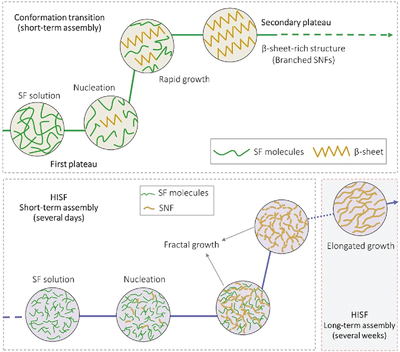 Conformation transition
(short-term assembly)
Secondary plateau
β-sheet-rich structure
(Branched SNFs)
Rapid growth
Nucleation
SF solution
First plateau
SF molecules
β-sheet
HISF
Short-term assembly
(several days)
SF molecules
SNF
Fractal growth
Elongated growth
SF solution
Nucleation
HISF
Long-term assembly
(several weeks)